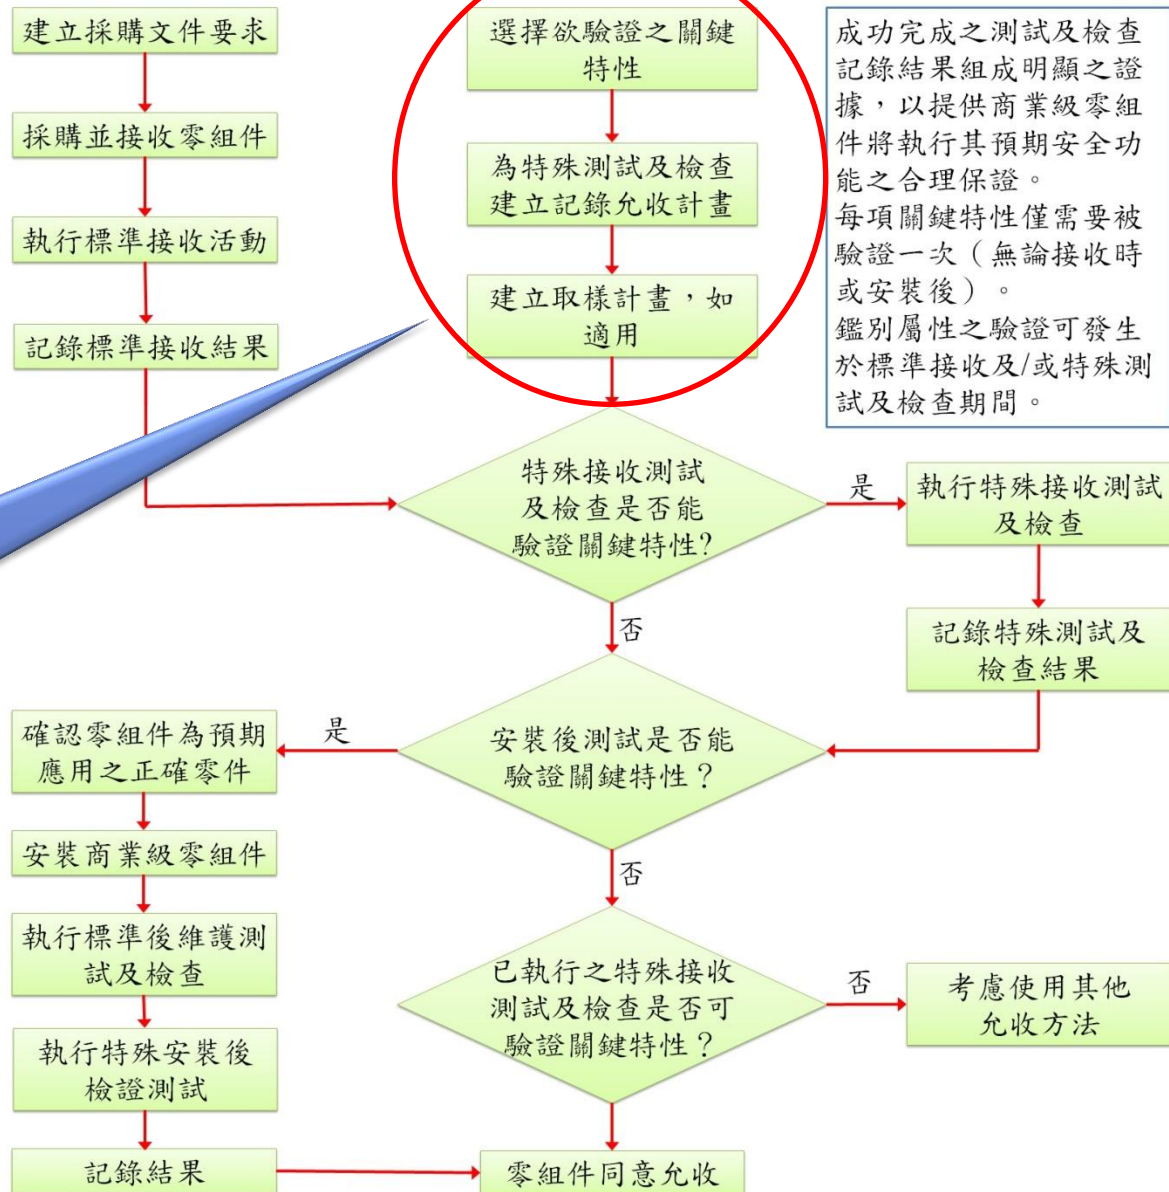 建立採購文件要求
採購並接收零組件
執行標準接收活動
記錄標準接收結果
選擇欲驗證之關鍵
特性
為特殊測試及檢查
建立記錄允收計畫
建立取樣計畫，如
適用
成功完成之測試及檢查
記錄結果組成明顯之證
據，以提供商業級零組
件將執行其預期安全功
能之合理保證。
每項關鍵特性僅需要被
驗證一次（無論接收時
或安裝後）。
鑑別屬性之驗證可發生
於標準接收及/或特殊測
試及檢查期間。
特殊接收測試
及檢查是否能
驗證關鍵特性?
是
執行特殊接收測試
及檢查
否
記錄特殊測試及
檢查結果
安裝後測試是否能
驗證關鍵特性？
是
確認零組件為預期
應用之正確零件
安裝商業級零組件
執行標準後維護測
試及檢查
執行特殊安裝後
檢證測試
記錄結果
否
已執行之特殊接收
測試及檢查是否可
驗證關鍵特性？
否
考慮使用其他
允收方法
零組件同意允收